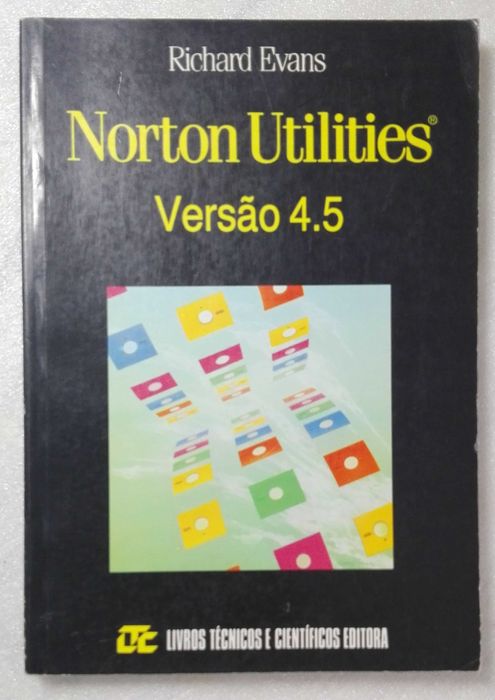 Richard Evans
Norton Utilities®
Versão 4.5
LTC LIVROS TÉCNICOS E CIENTÍFICOS EDITORA